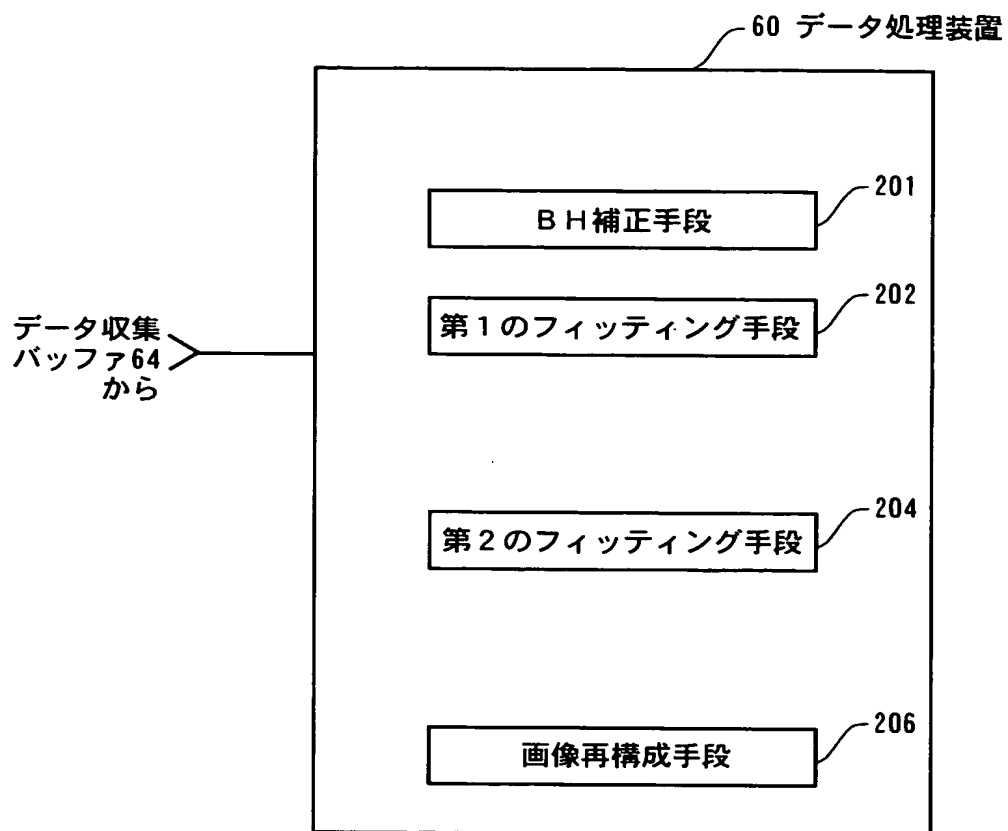 60 データ処理装置
201
BH補正手段
202
第1のフィッティング手段
データ収集
バッファ64
から
204
第2のフィッティング手段
206
画像再構成手段